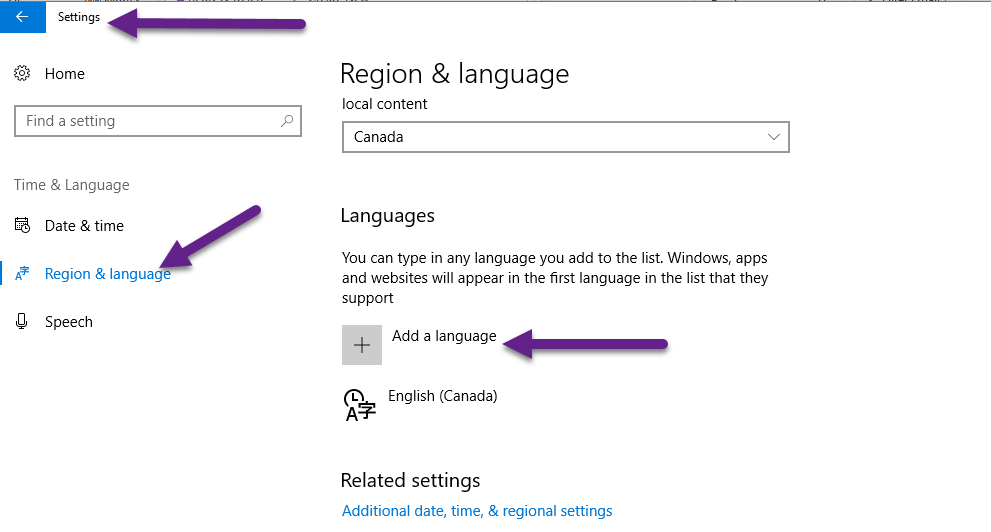 Settings
Home
Find a setting
Time & Language
Date & time
Region & language
Speech
Region & language
local content
Canada
Languages
You can type in any language you add to the list. Windows, apps
and websites will appear in the first language in the list that they
support
Add a language
English (Canada)
Related settings
Additional date, time, & regional settings